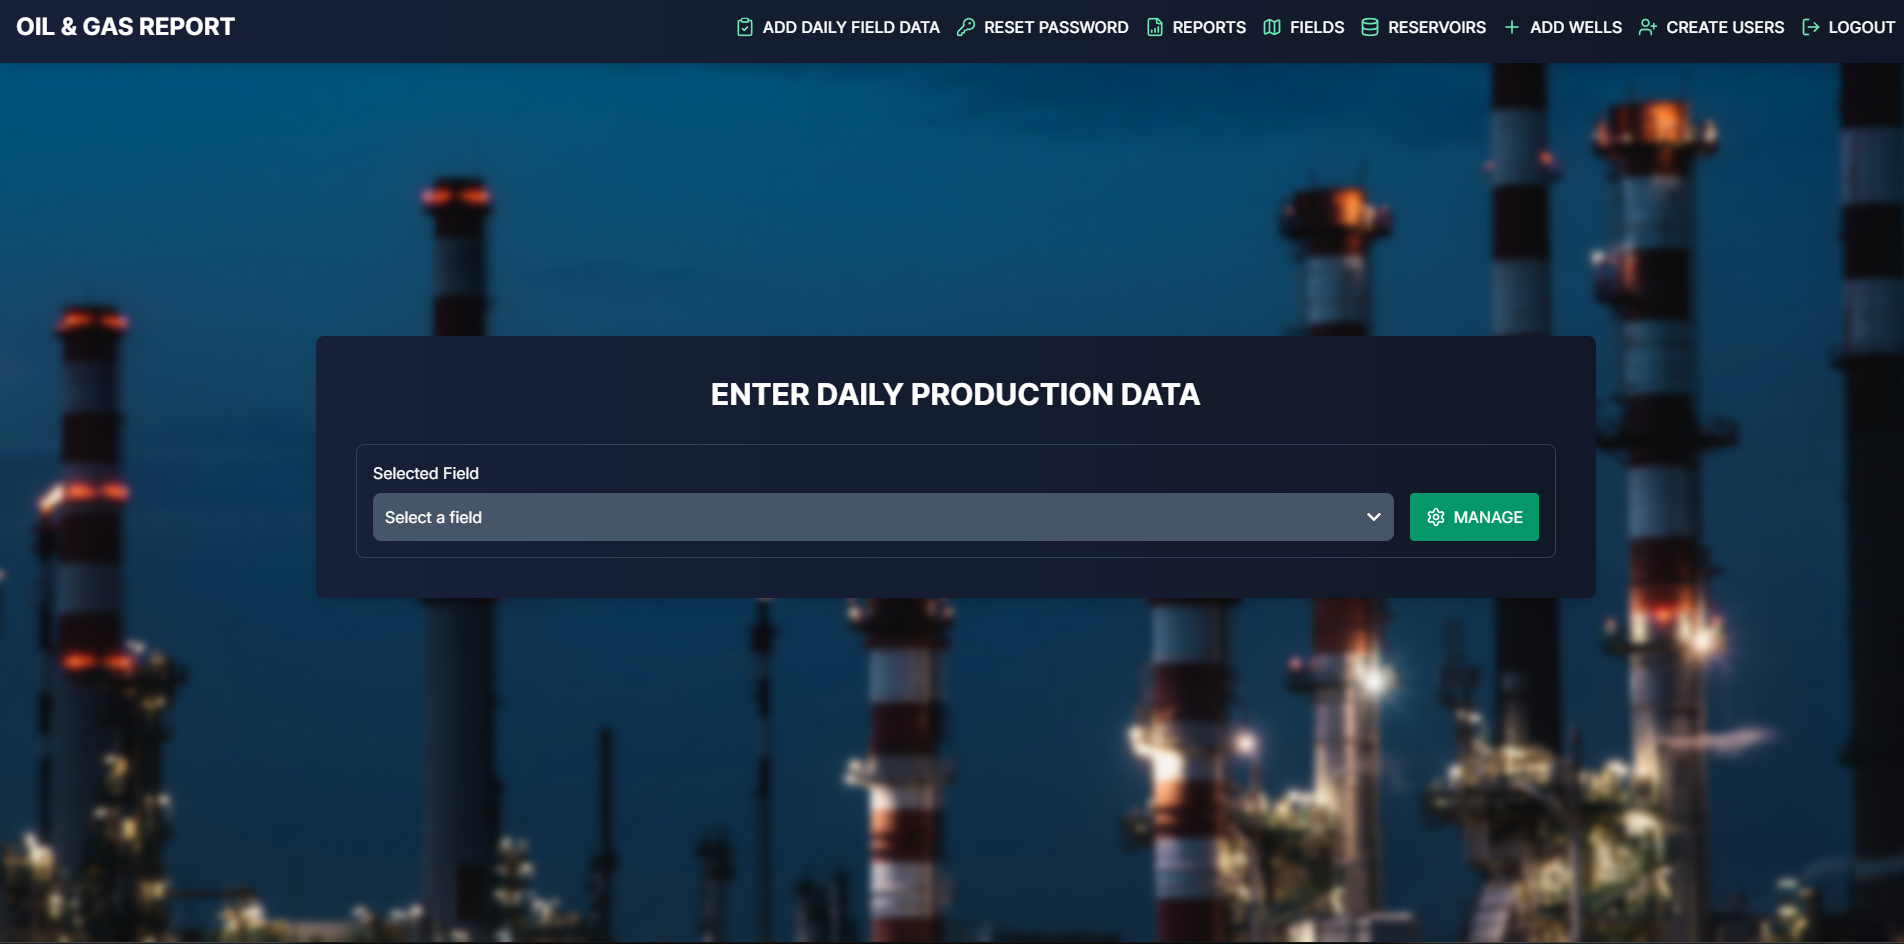 OIL & GAS REPORT
ADD DAILY FIELD DATA
RESET PASSWORD
REPORTS
FIELDS
RESERVOIRS
ADD WELLS
CREATE USERS
LOGOUT
ENTER DAILY PRODUCTION DATA
Selected Field
Select a field
MANAGE